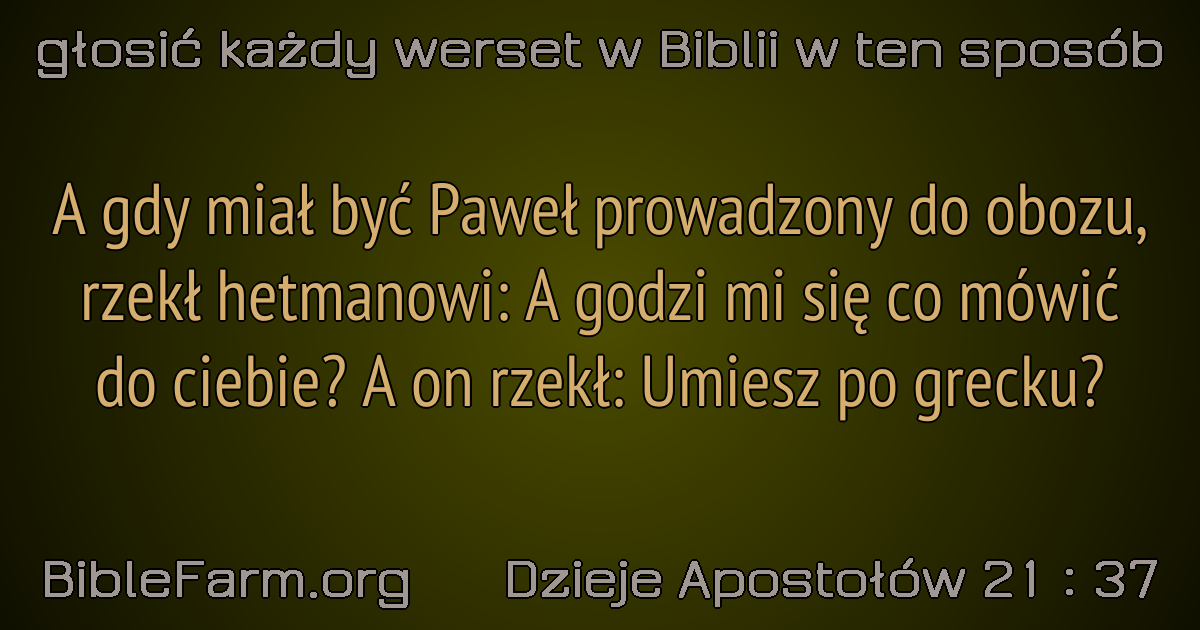 głosić każdy werset w Biblii w ten sposób
A gdy miał być Paweł prowadzony do obozu,
rzekł hetmanowi: A godzi mi się co mówić
do ciebie? A on rzekł: Umiesz po grecku?
BibleFarm.org
Dzieje Apostołów 21 : 37